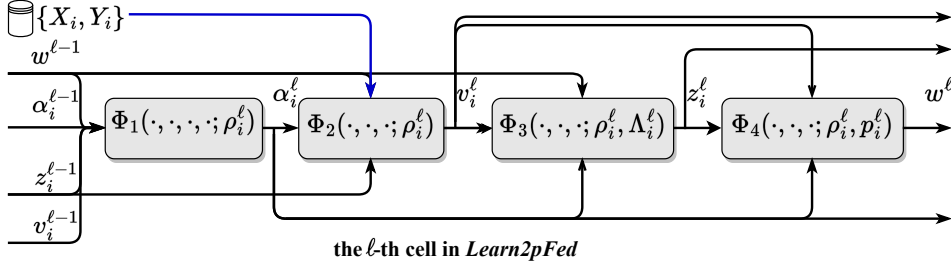 {X_i, Y_i}
w^{ℓ-1}
α_i^{ℓ-1}
z_i^{ℓ-1}
v_i^{ℓ-1}
Φ_1(·, ·, ·, ·; ρ_i^ℓ)
α_i^ℓ
Φ_2(·, ·, ·; ρ_i^ℓ)
v_i^ℓ
Φ_3(·, ·, ·; ρ_i^ℓ, Λ_i^ℓ)
z_i^ℓ
Φ_4(·, ·, ·; ρ_i^ℓ, p_i^ℓ)
w^ℓ
the ℓ-th cell in Learn2pFed